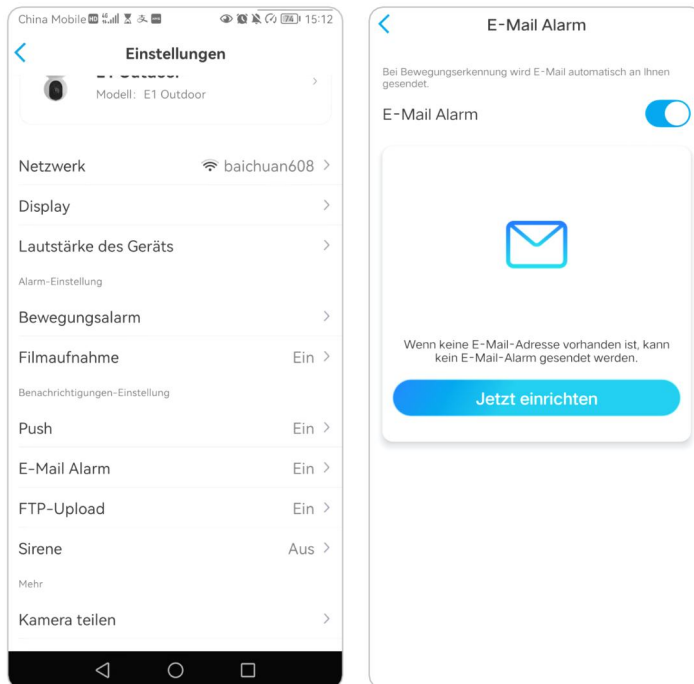 China Mobile HD 15:12
Einstellungen
E1 Outdoor
Modell: E1 Outdoor
Netzwerk baichuan608
Display
Lautstärke des Geräts
Alarm-Einstellung
Bewegungsalarm
Filmaufnahme Ein
Benachrichtigungen-Einstellung
Push Ein
E-Mail Alarm Ein
FTP-Upload Ein
Sirene Aus
Mehr
Kamera teilen
E-Mail Alarm
Bei Bewegungserkennung wird E-Mail automatisch an Ihnen
gesendet.
E-Mail Alarm
Wenn keine E-Mail-Adresse vorhanden ist, kann
kein E-Mail-Alarm gesendet werden.
Jetzt einrichten